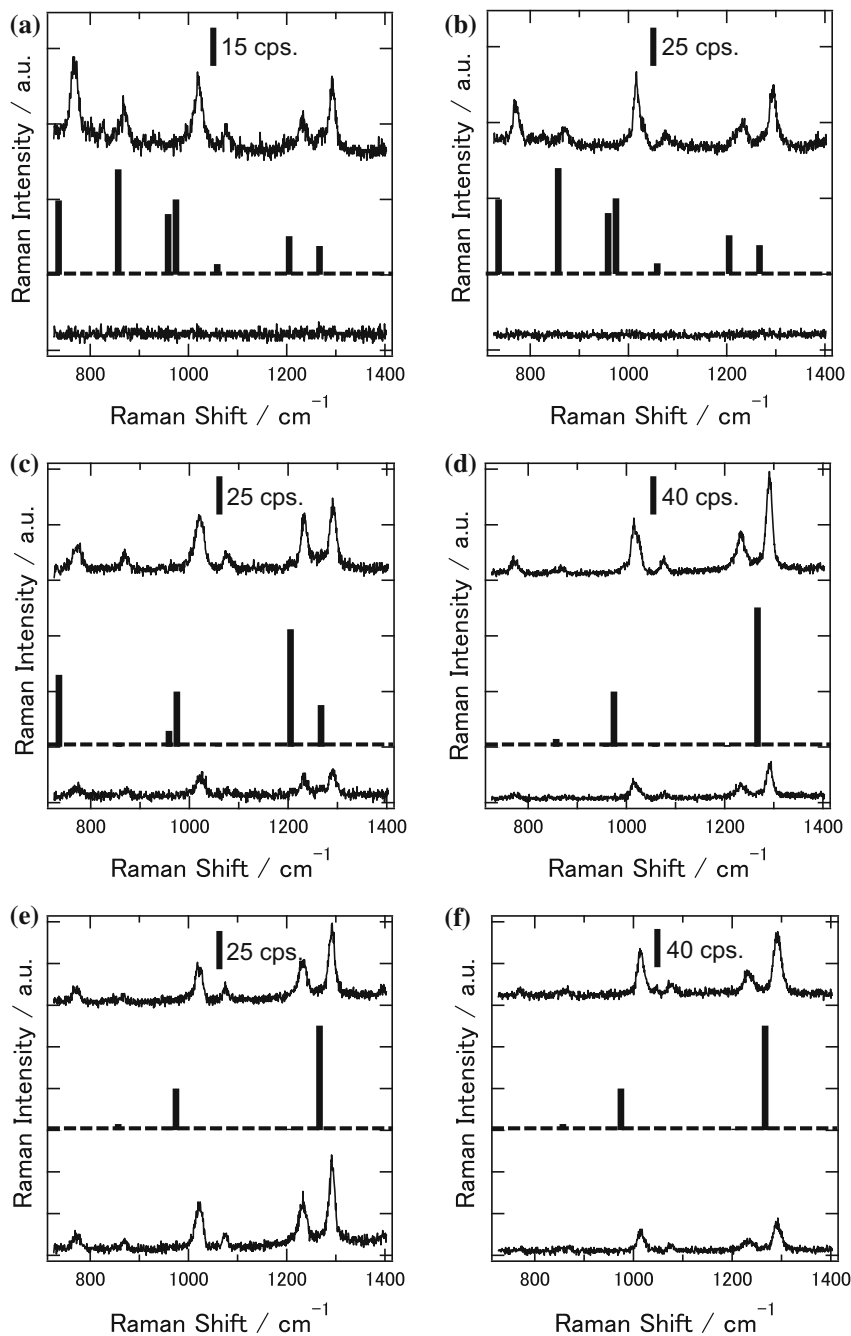 (a)
15 cps.
Raman Intensity / a.u.
800 1000 1200 1400
Raman Shift / cm⁻¹
(b)
25 cps.
Raman Intensity / a.u.
800 1000 1200 1400
Raman Shift / cm⁻¹
(c)
25 cps.
Raman Intensity / a.u.
800 1000 1200 1400
Raman Shift / cm⁻¹
(d)
40 cps.
Raman Intensity / a.u.
800 1000 1200 1400
Raman Shift / cm⁻¹
(e)
25 cps.
Raman Intensity / a.u.
800 1000 1200 1400
Raman Shift / cm⁻¹
(f)
40 cps.
Raman Intensity / a.u.
800 1000 1200 1400
Raman Shift / cm⁻¹